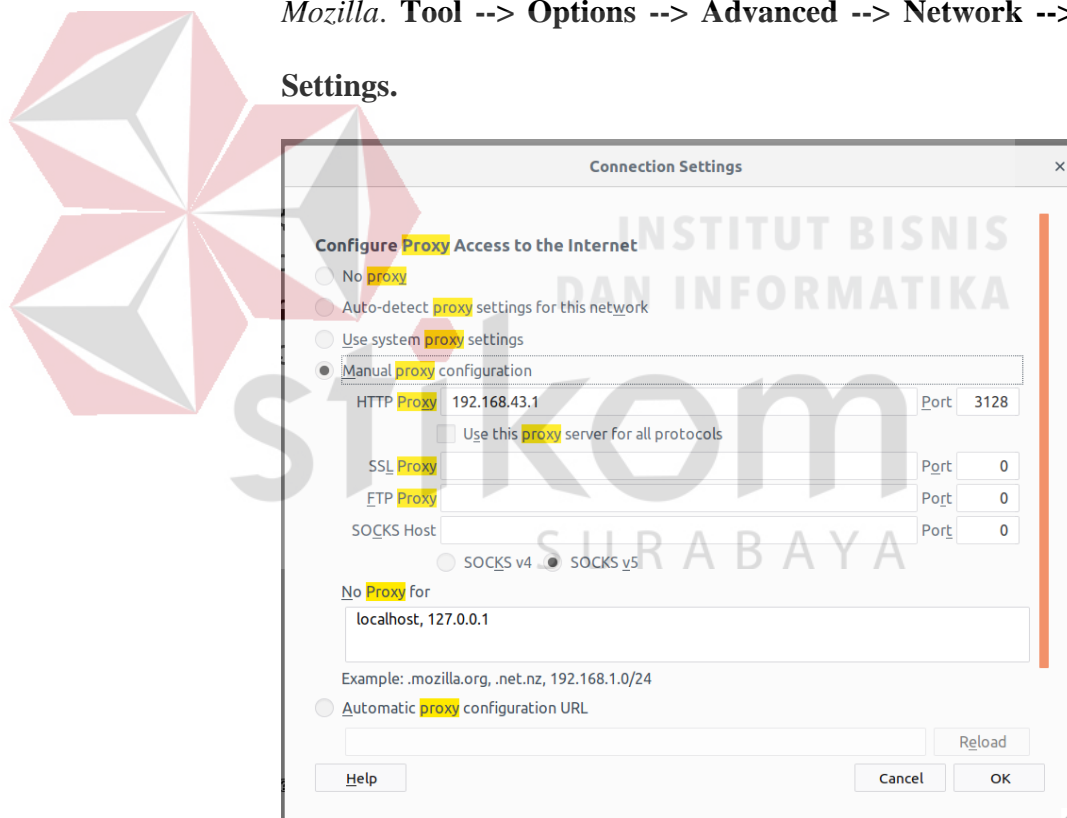 Mozilla. Tool --> Options --> Advanced --> Network -->
Settings.
Connection Settings ×
INSTITUT BISNIS
DAN INFORMATIKA
stikom
SURABAYA
Configure Proxy Access to the Internet
No proxy
Auto-detect proxy settings for this network
Use system proxy settings
Manual proxy configuration
HTTP Proxy 192.168.43.1 Port 3128
Use this proxy server for all protocols
SSL Proxy Port 0
FTP Proxy Port 0
SOCKS Host Port 0
SOCKS v4 SOCKS v5
No Proxy for
localhost, 127.0.0.1
Example: .mozilla.org, .net.nz, 192.168.1.0/24
Automatic proxy configuration URL
Reload
Help Cancel OK